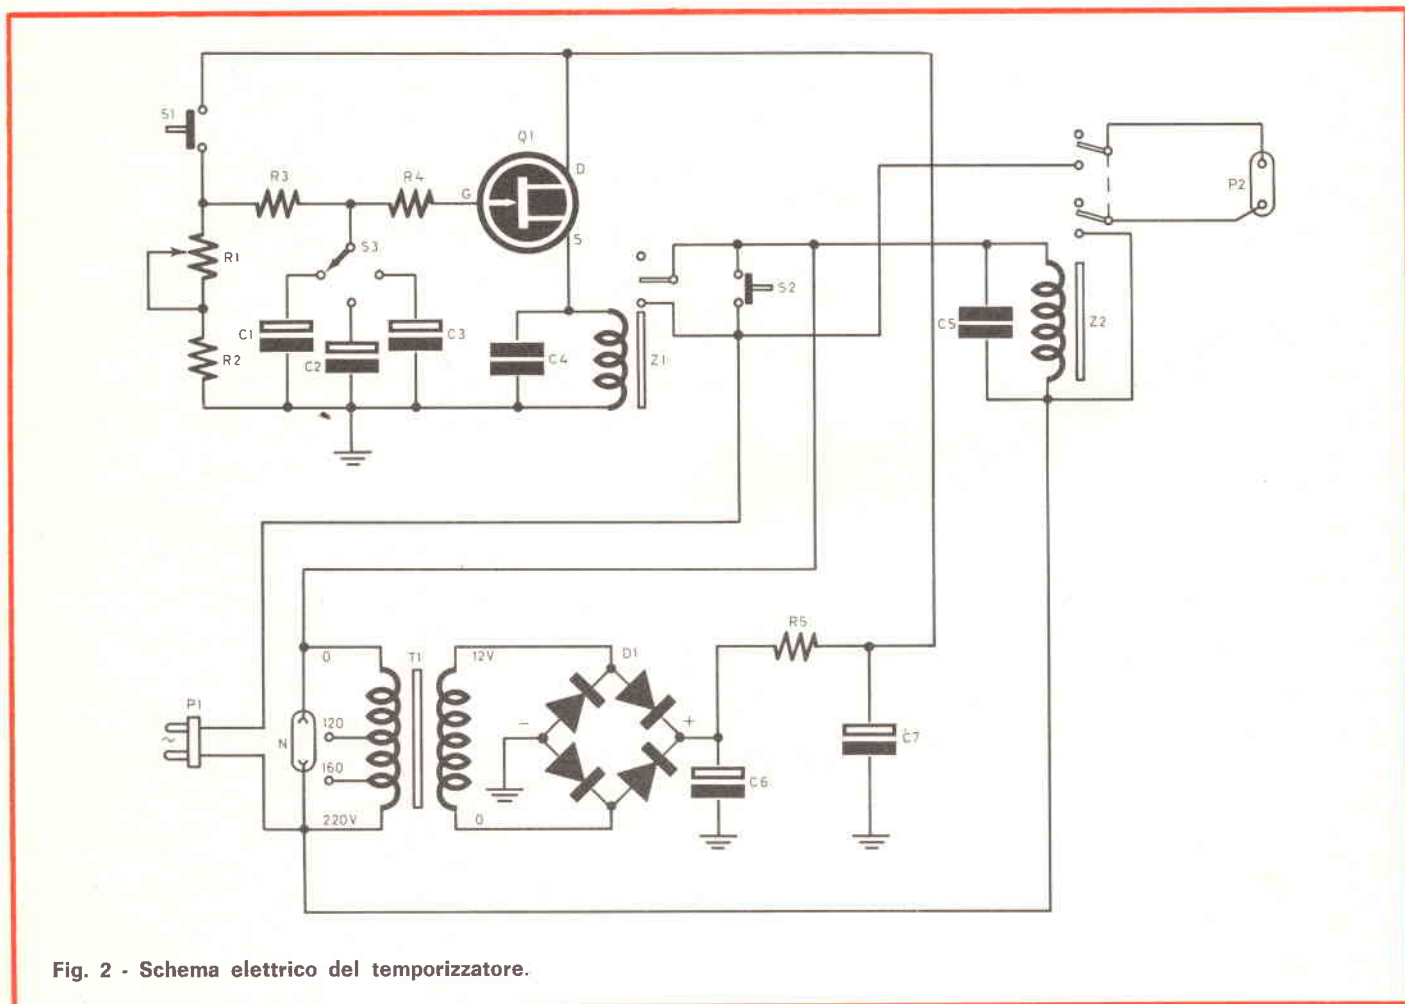 S1
Q1
D
R3
R4
G
S
P2
S3
R1
S2
C1
C3
C5
Z2
R2
C2
C4
Z1
R5
0
T1
12V
D1
P1
120
-
+
~
N
C7
160
C6
220V
0
Fig. 2 - Schema elettrico del temporizzatore.